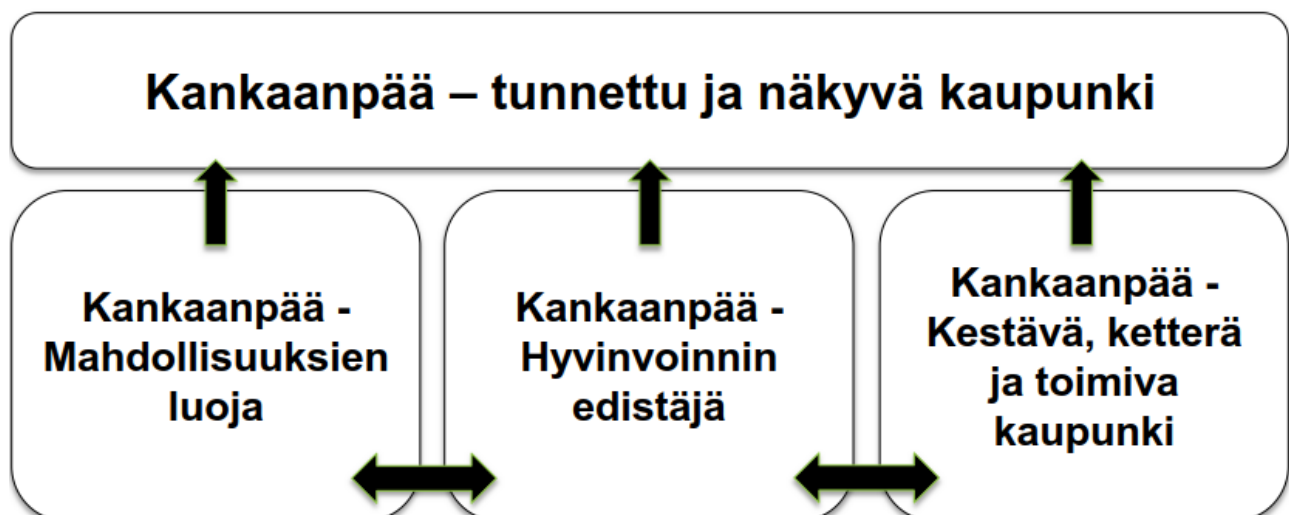 Kankaanpää – tunnettu ja näkyvä kaupunki
Kankaanpää -
Mahdollisuuksien
luoja
Kankaanpää -
Hyvinvoinnin
edistäjä
Kankaanpää -
Kestävä, ketterä
ja toimiva
kaupunki